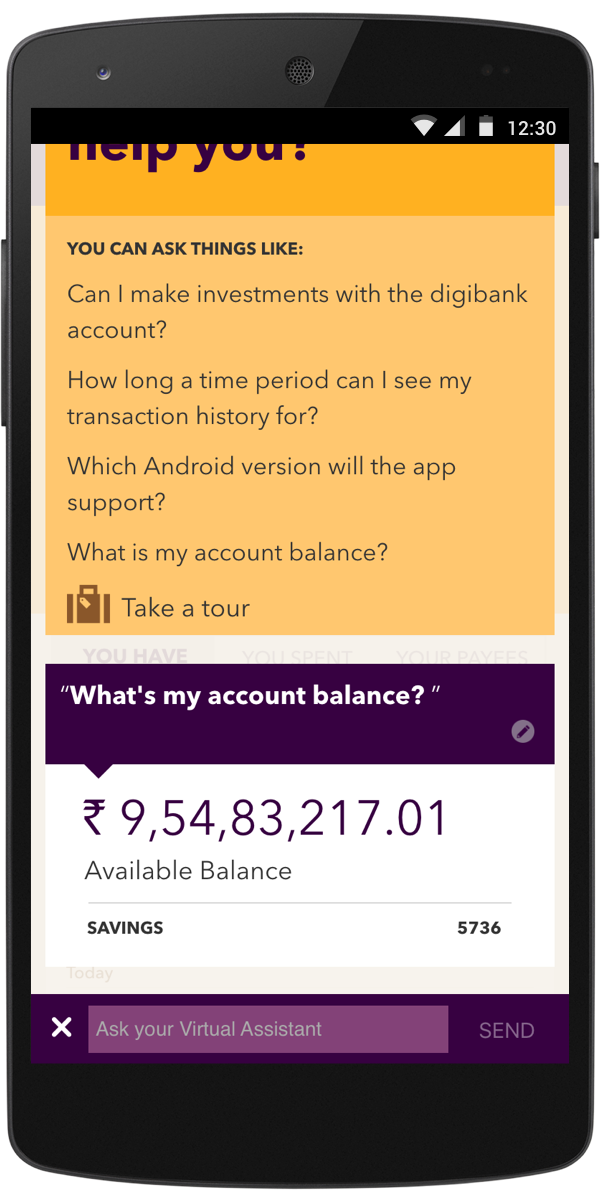 12:30
help you?
YOU CAN ASK THINGS LIKE:
Can I make investments with the digibank
account?
How long a time period can I see my
transaction history for?
Which Android version will the app
support?
What is my account balance?
Take a tour
YOU HAVE YOU SPENT YOUR PAYEES
“What's my account balance? ”
₹ 9,54,83,217.01
Available Balance
SAVINGS 5736
Today
Ask your Virtual Assistant SEND